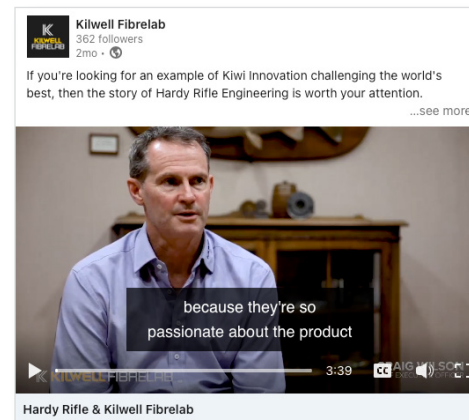 K
KILWELL
FIBRELAB
Kilwell Fibrelab
362 followers
2mo •
If you're looking for an example of Kiwi Innovation challenging the world's
best, then the story of Hardy Rifle Engineering is worth your attention.
...see more
because they're so
passionate about the product
3:39
CC
K KILWELL FIBRELAB
CRAIG WILSON
Hardy Rifle & Kilwell Fibrelab